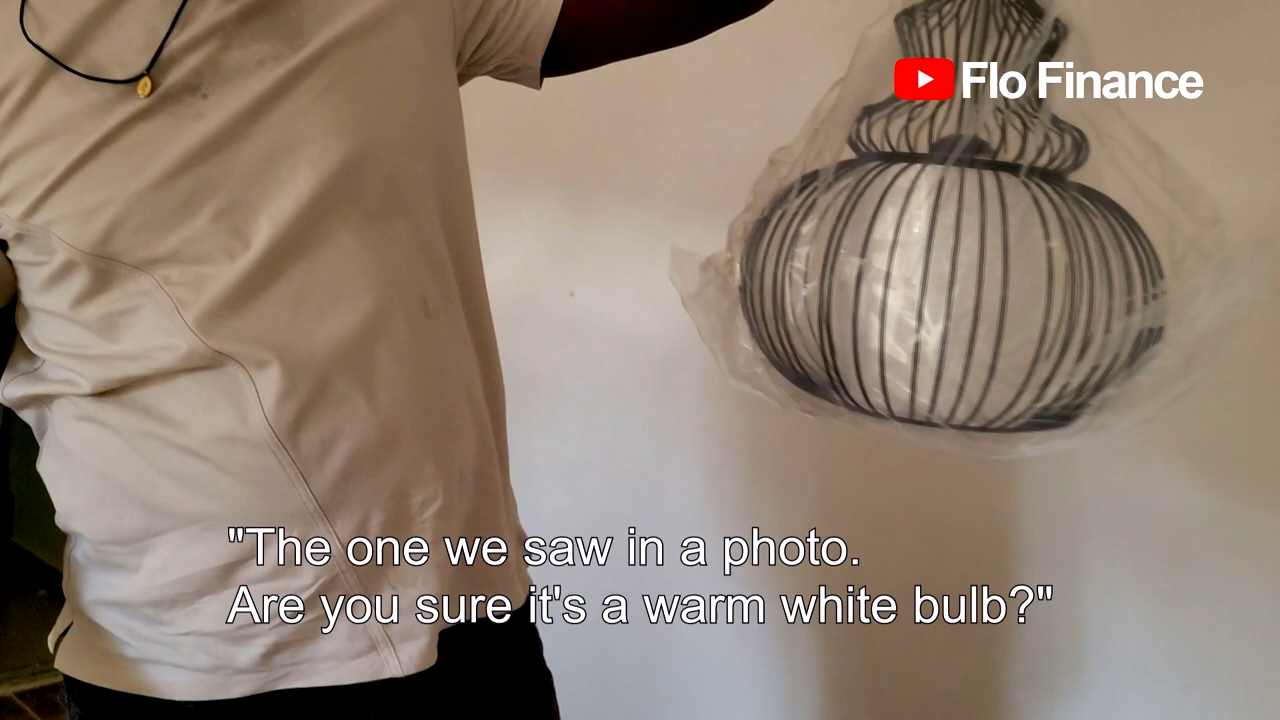 Flo Finance
"The one we saw in a photo.
Are you sure it's a warm white bulb?"